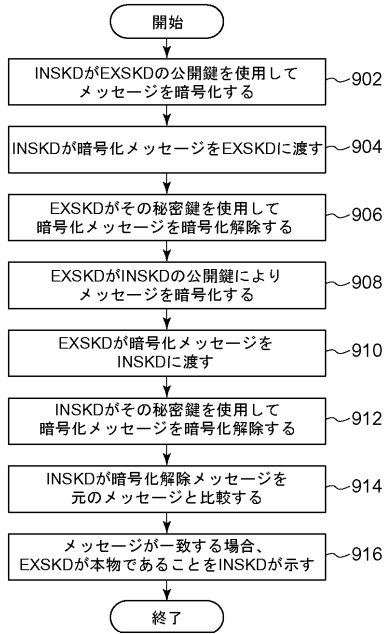 開始
INSKDがEXSKDの公開鍵を使用して
メッセージを暗号化する
902
INSKDが暗号化メッセージをEXSKDに渡す
904
EXSKDがその秘密鍵を使用して
暗号化メッセージを暗号化解除する
906
EXSKDがINSKDの公開鍵により
メッセージを暗号化する
908
EXSKDが暗号化メッセージを
INSKDに渡す
910
INSKDがその秘密鍵を使用して
暗号化メッセージを暗号化解除する
912
INSKDが暗号化解除メッセージを
元のメッセージと比較する
914
メッセージが一致する場合、
EXSKDが本物であることをINSKDが示す
916
終了